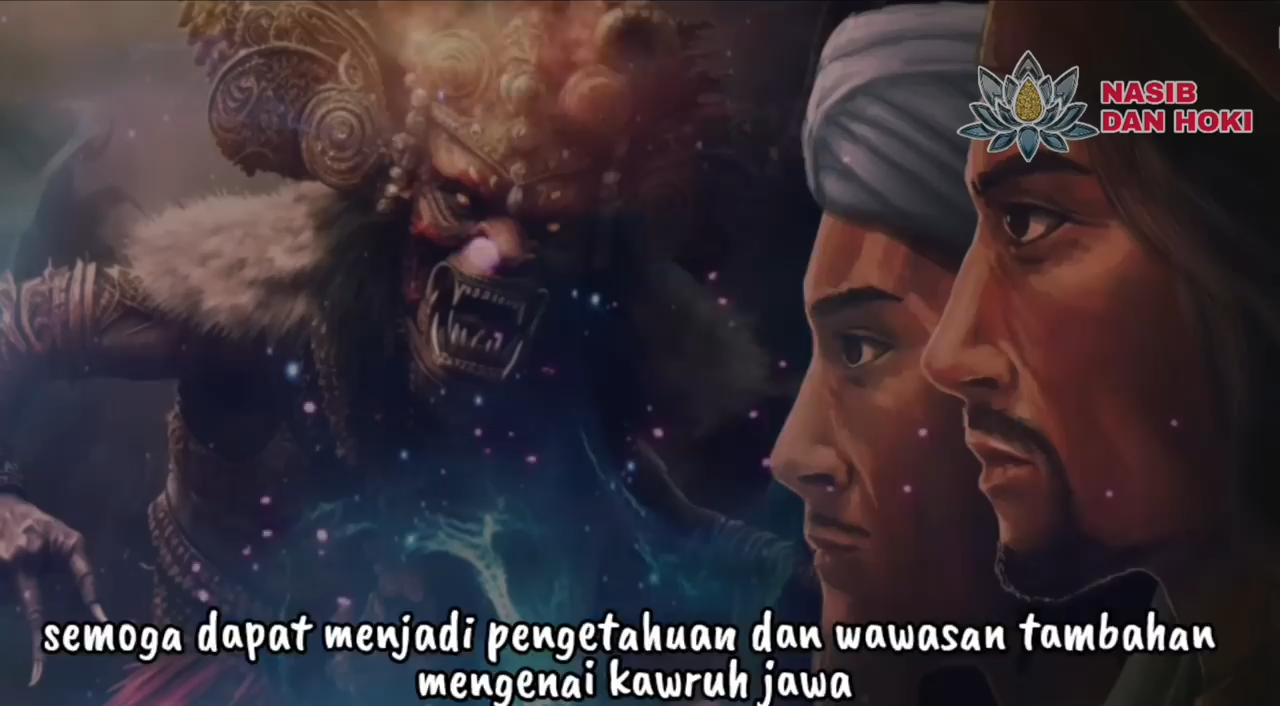 NASIB
DAN HOKI
semoga dapat menjadi pengetahuan dan wawasan tambahan
mengenai kawruh jawa